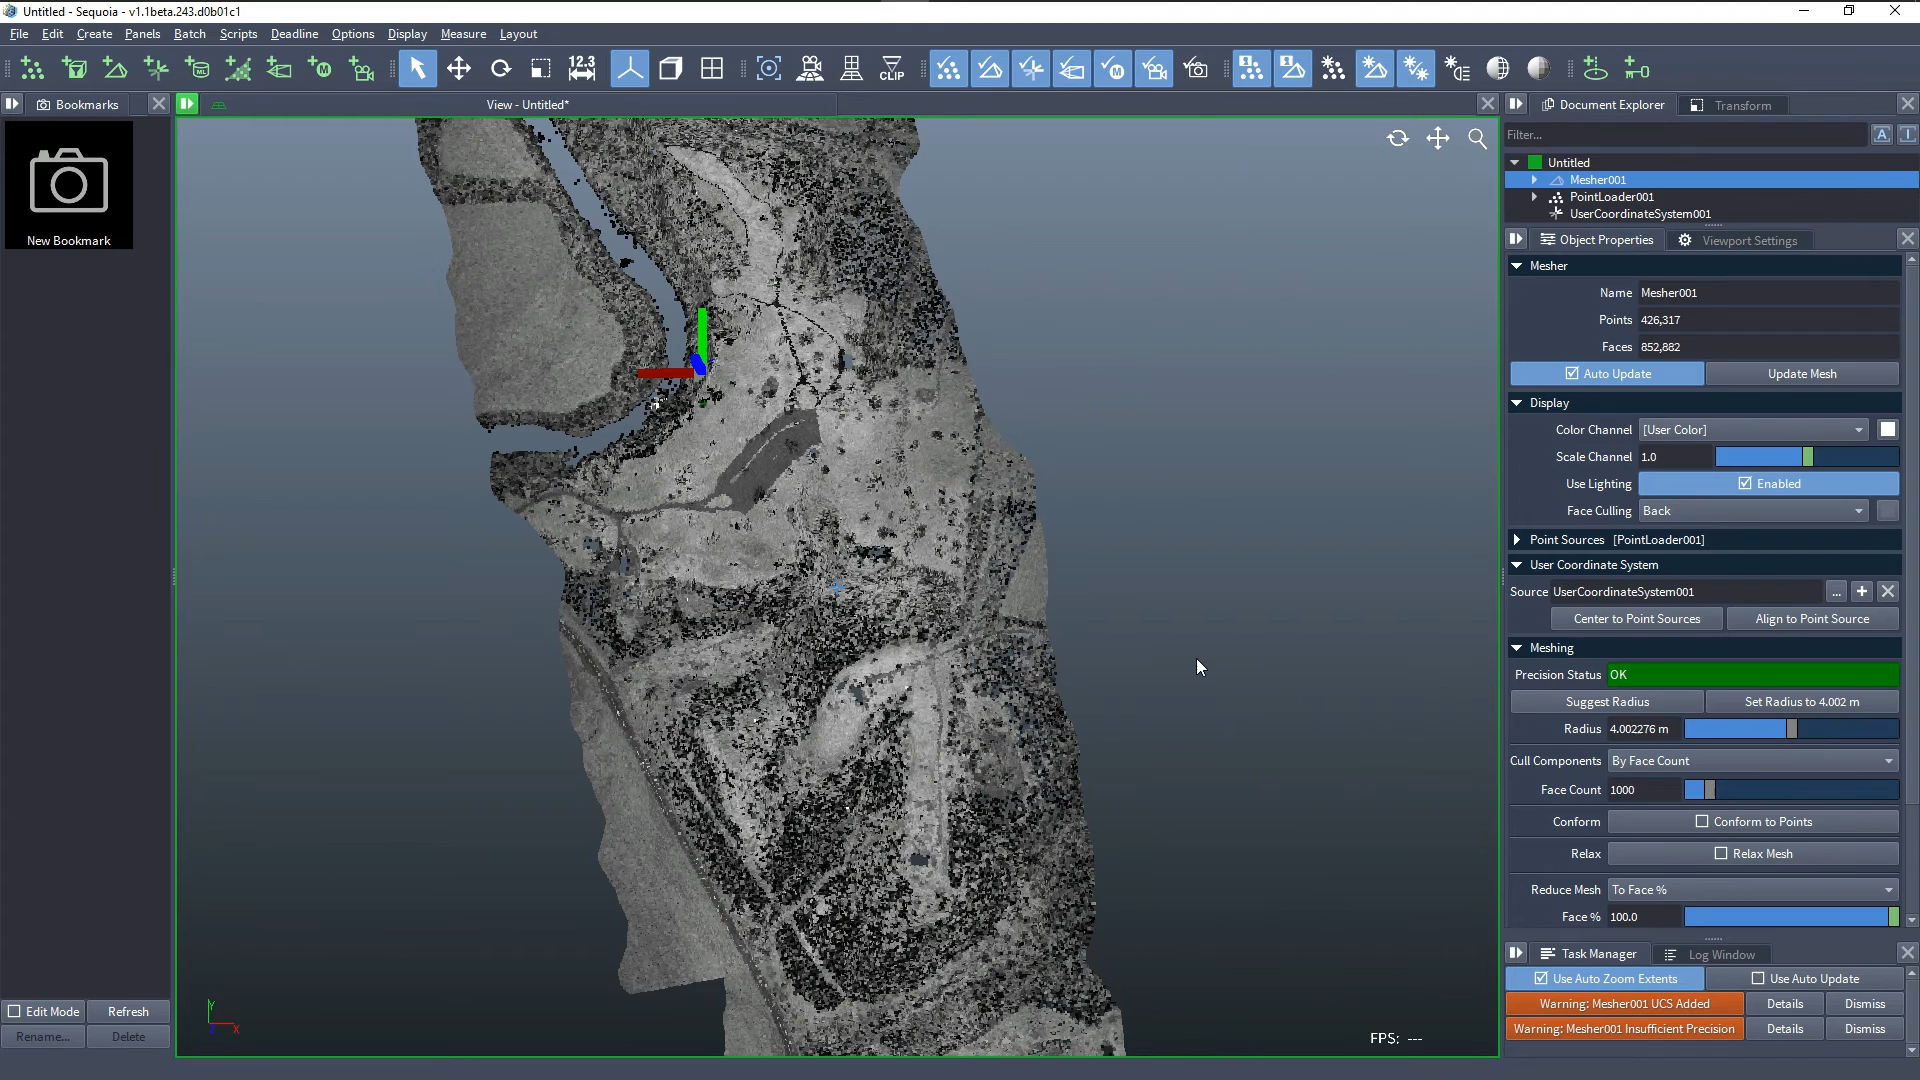 Untitled - Sequoia - v1.1beta.243.d0b01c1
File Edit Create Panels Batch Scripts Deadline Options Display Measure Layout
12.3
CLIP
M
M
1
1
Bookmarks
View - Untitled*
Document Explorer
Transform
New Bookmark
Filter...
A
I
Untitled
Mesher001
PointLoader001
UserCoordinateSystem001
Object Properties
Viewport Settings
Mesher
Name Mesher001
Points 426,317
Faces 852,882
Auto Update
Update Mesh
Display
Color Channel [User Color]
Scale Channel 1.0
Use Lighting Enabled
Face Culling Back
Point Sources [PointLoader001]
User Coordinate System
Source UserCoordinateSystem001 ...
Center to Point Sources
Align to Point Source
Meshing
Precision Status OK
Suggest Radius
Set Radius to 4.002 m
Radius 4.002276 m
Cull Components By Face Count
Face Count 1000
Conform Conform to Points
Relax Relax Mesh
Reduce Mesh To Face %
Face % 100.0
Task Manager
Log Window
Use Auto Zoom Extents
Use Auto Update
Warning: Mesher001 UCS Added Details Dismiss
Warning: Mesher001 Insufficient Precision Details Dismiss
Edit Mode
Refresh
Rename...
Delete
Y
X
FPS: ---